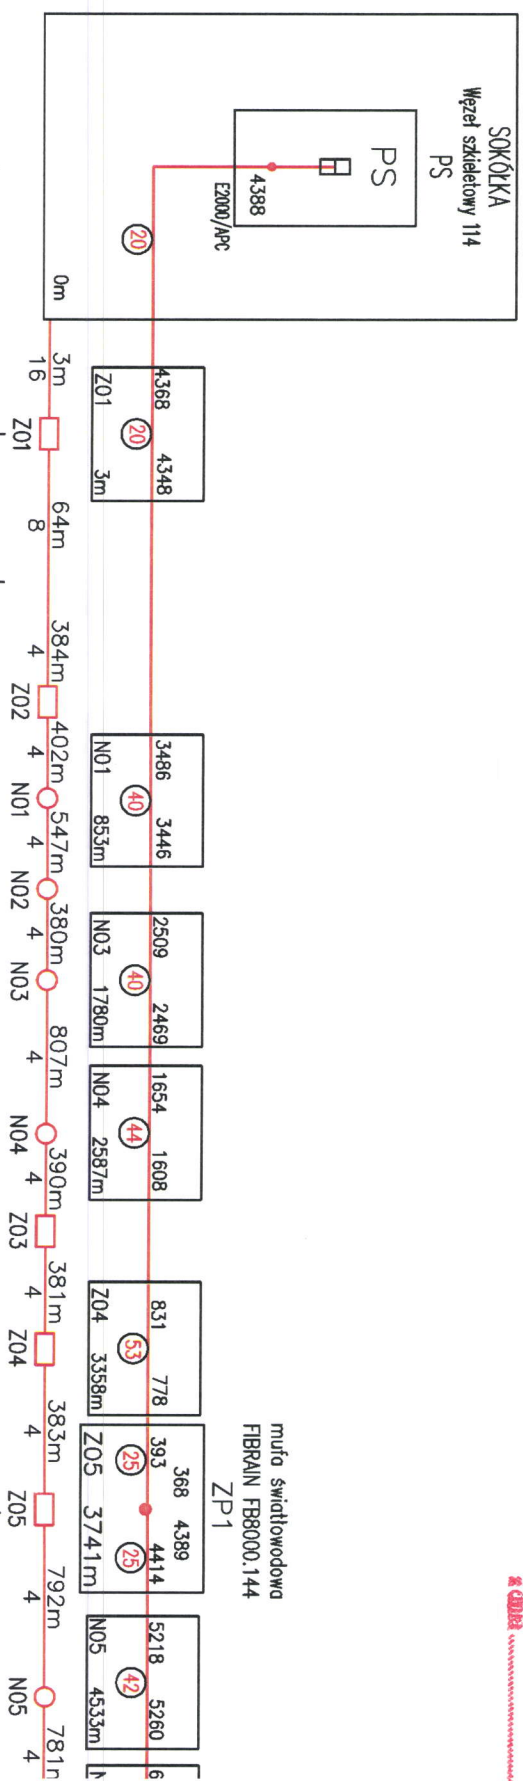 SOKÓŁKA
Węzeł szkieletowy 114
PS
PS
4388
E2000/APC
20
0m
4368 4348
20
Z01 3m
3486 3446
40
N01 853m
2509 2469
40
N03 1780m
1654 1608
44
N04 2587m
831 778
53
Z04 3358m
mufa światłowodowa
FIBRAIN FB8000.144
ZP1
368 4389
393 4414
25 25
Z05 3741m
5218 5260
42
N05 4533m
6
N
3m 64m 384m 402m 547m 380m 807m 390m 381m 383m 792m 781m
16 8 4 4 4 4 4 4 4 4 4 4
Z01 Z02 N01 N02 N03 N04 Z03 Z04 Z05 N05